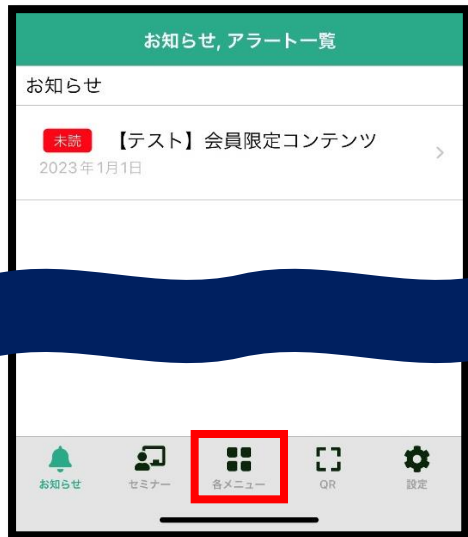 お知らせ, アラート一覧
お知らせ
未読 【テスト】会員限定コンテンツ
2023年1月1日
お知らせ セミナー 各メニュー QR 設定